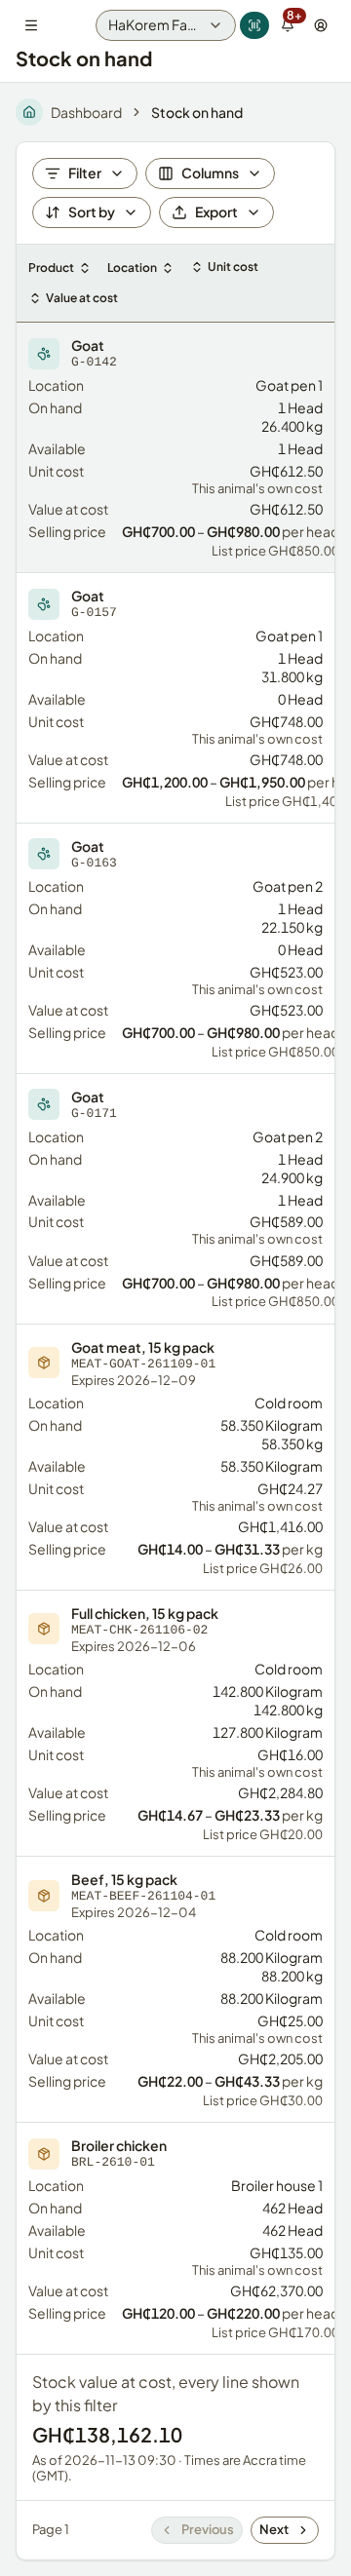 HaKorem Fa...
8+
Stock on hand
Dashboard > Stock on hand
Filter
Columns
Sort by
Export
Product
Location
Unit cost
Value at cost
Goat
G-0142
Location Goat pen 1
On hand 1 Head
26.400 kg
Available 1 Head
Unit cost GH₵612.50
This animal's own cost
Value at cost GH₵612.50
Selling price GH₵700.00 – GH₵980.00 per head
List price GH₵850.00
Goat
G-0157
Location Goat pen 1
On hand 1 Head
31.800 kg
Available 0 Head
Unit cost GH₵748.00
This animal's own cost
Value at cost GH₵748.00
Selling price GH₵1,200.00 – GH₵1,950.00 per
List price GH₵1,40
Goat
G-0163
Location Goat pen 2
On hand 1 Head
22.150 kg
Available 0 Head
Unit cost GH₵523.00
This animal's own cost
Value at cost GH₵523.00
Selling price GH₵700.00 – GH₵980.00 per head
List price GH₵850.00
Goat
G-0171
Location Goat pen 2
On hand 1 Head
24.900 kg
Available 1 Head
Unit cost GH₵589.00
This animal's own cost
Value at cost GH₵589.00
Selling price GH₵700.00 – GH₵980.00 per head
List price GH₵850.00
Goat meat, 15 kg pack
MEAT-GOAT-261109-01
Expires 2026-12-09
Location Cold room
On hand 58.350 Kilogram
58.350 kg
Available 58.350 Kilogram
Unit cost GH₵24.27
This animal's own cost
Value at cost GH₵1,416.00
Selling price GH₵14.00 – GH₵31.33 per kg
List price GH₵26.00
Full chicken, 15 kg pack
MEAT-CHK-261106-02
Expires 2026-12-06
Location Cold room
On hand 142.800 Kilogram
142.800 kg
Available 127.800 Kilogram
Unit cost GH₵16.00
This animal's own cost
Value at cost GH₵2,284.80
Selling price GH₵14.67 – GH₵23.33 per kg
List price GH₵20.00
Beef, 15 kg pack
MEAT-BEEF-261104-01
Expires 2026-12-04
Location Cold room
On hand 88.200 Kilogram
88.200 kg
Available 88.200 Kilogram
Unit cost GH₵25.00
This animal's own cost
Value at cost GH₵2,205.00
Selling price GH₵22.00 – GH₵43.33 per kg
List price GH₵30.00
Broiler chicken
BRL-2610-01
Location Broiler house 1
On hand 462 Head
Available 462 Head
Unit cost GH₵135.00
This animal's own cost
Value at cost GH₵62,370.00
Selling price GH₵120.00 – GH₵220.00 per head
List price GH₵170.00
Stock value at cost, every line shown
by this filter
GH₵138,162.10
As of 2026-11-13 09:30 · Times are Accra time
(GMT).
Page 1
Previous
Next